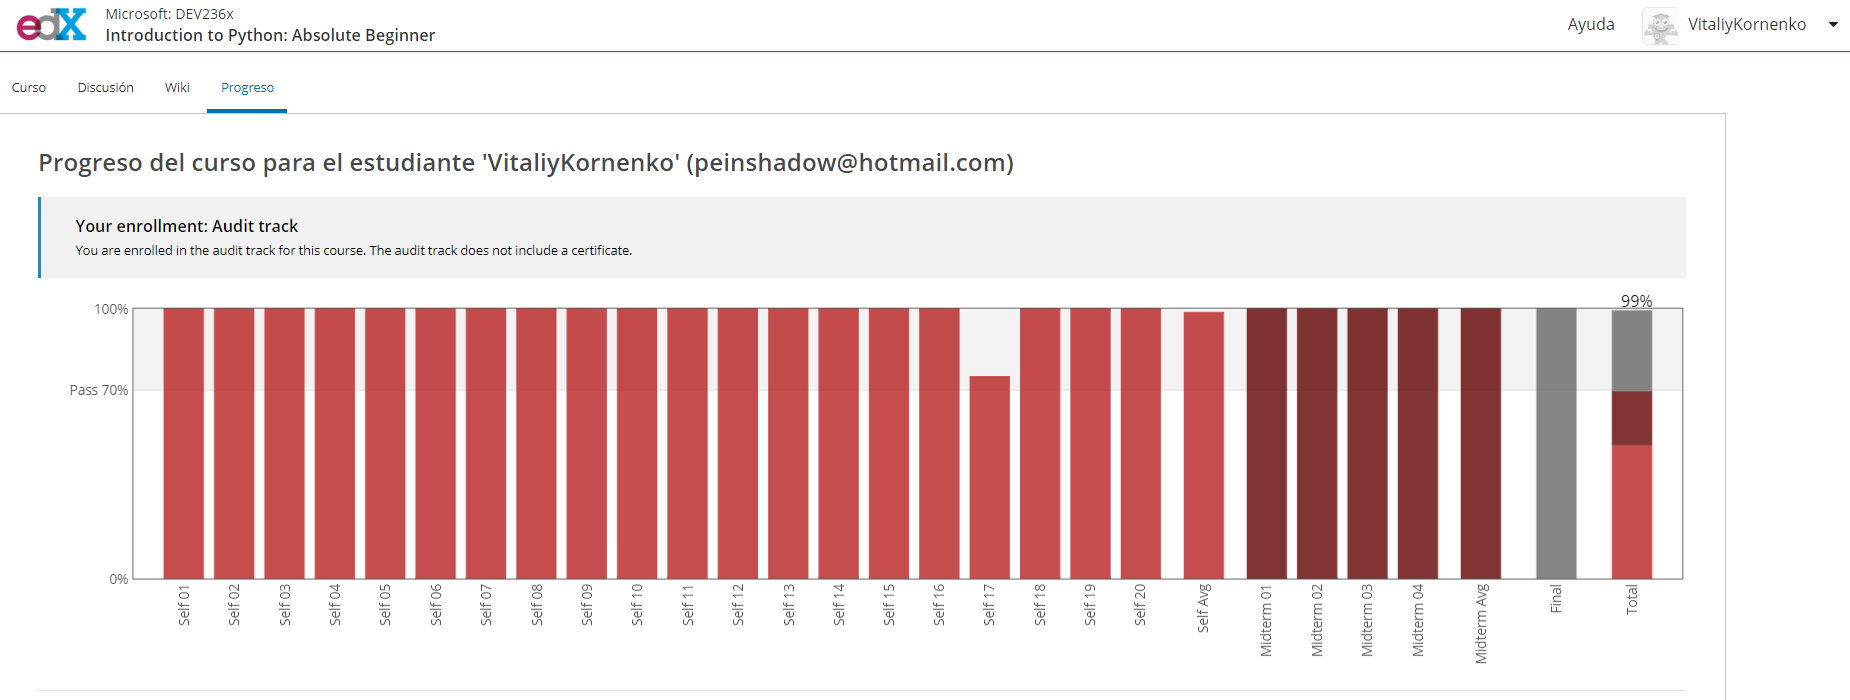 edX
Microsoft: DEV236x
Introduction to Python: Absolute Beginner
Ayuda
VitaliyKornenko
Curso
Discusión
Wiki
Progreso
Progreso del curso para el estudiante 'VitaliyKornenko' (peinshadow@hotmail.com)
Your enrollment: Audit track
You are enrolled in the audit track for this course. The audit track does not include a certificate.
99%
100%
Pass 70%
0%
Self 01
Self 02
Self 03
Self 04
Self 05
Self 06
Self 07
Self 08
Self 09
Self 10
Self 11
Self 12
Self 13
Self 14
Self 15
Self 16
Self 17
Self 18
Self 19
Self 20
Self Avg
Midterm 01
Midterm 02
Midterm 03
Midterm 04
Midterm Avg
Final
Total